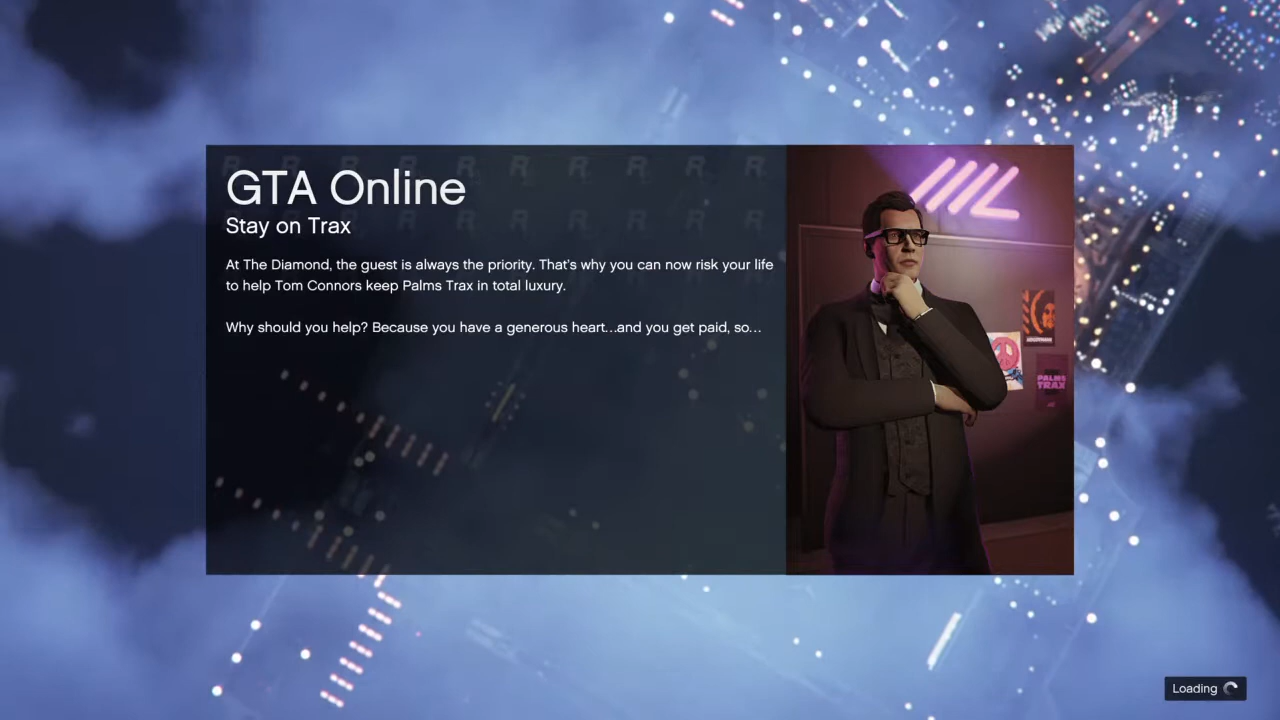 GTA Online
Stay on Trax
At The Diamond, the guest is always the priority. That's why you can now risk your life
to help Tom Connors keep Palms Trax in total luxury.
Why should you help? Because you have a generous heart...and you get paid, so...
PALMS
TRAX
Loading